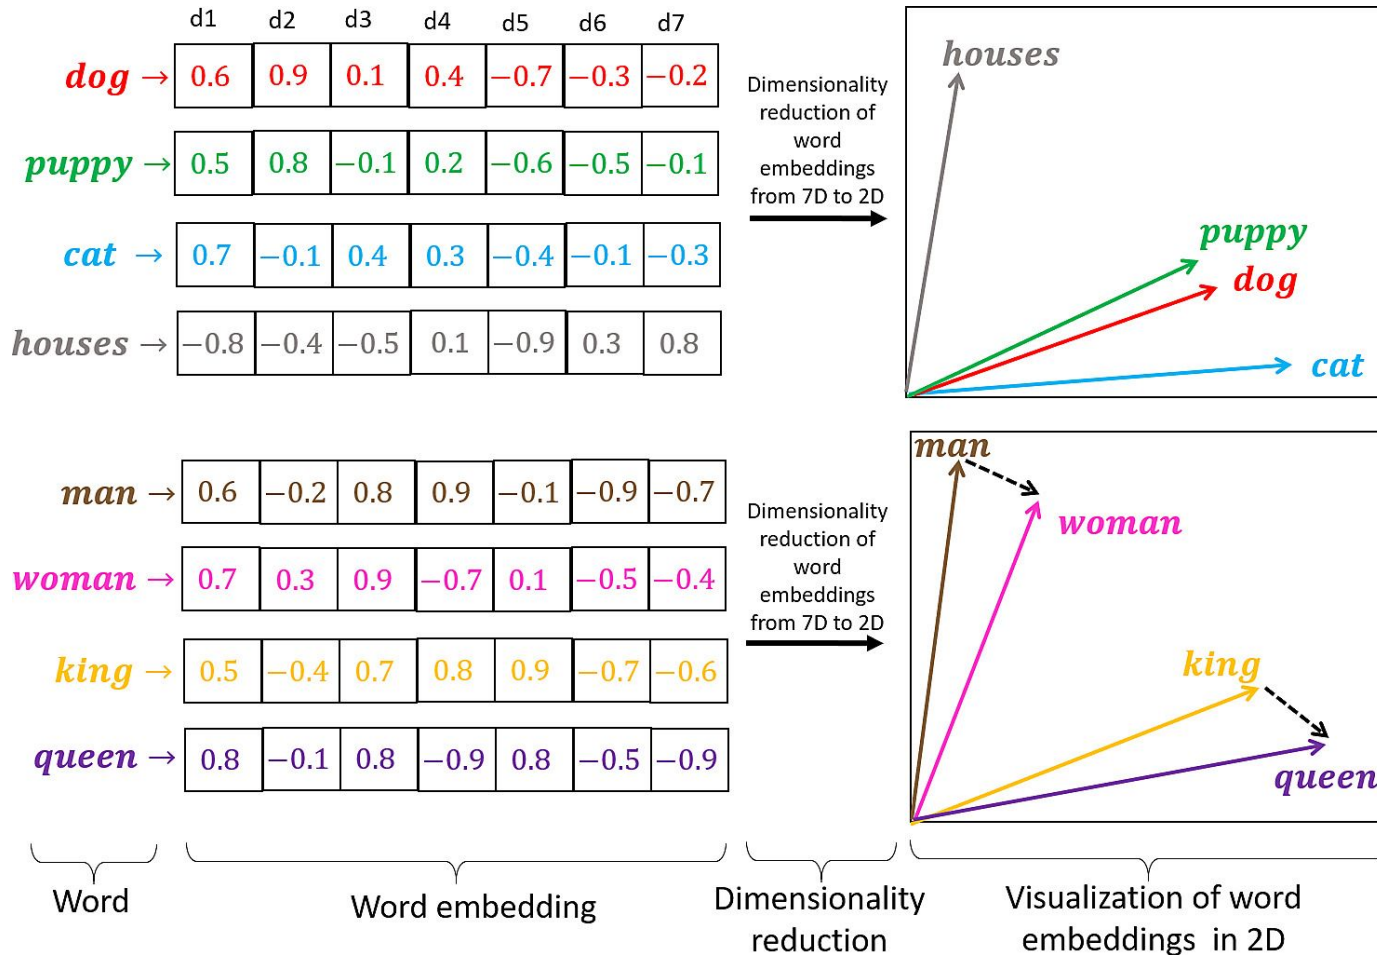 d1 d2 d3 d4 d5 d6 d7
dog → 0.6 0.9 0.1 0.4 −0.7 −0.3 −0.2
puppy → 0.5 0.8 −0.1 0.2 −0.6 −0.5 −0.1
cat → 0.7 −0.1 0.4 0.3 −0.4 −0.1 −0.3
houses → −0.8 −0.4 −0.5 0.1 −0.9 0.3 0.8
Dimensionality
reduction of
word
embeddings
from 7D to 2D
houses
puppy
dog
cat
man → 0.6 −0.2 0.8 0.9 −0.1 −0.9 −0.7
woman → 0.7 0.3 0.9 −0.7 0.1 −0.5 −0.4
king → 0.5 −0.4 0.7 0.8 0.9 −0.7 −0.6
queen → 0.8 −0.1 0.8 −0.9 0.8 −0.5 −0.9
Dimensionality
reduction of
word
embeddings
from 7D to 2D
man
woman
king
queen
Word
Word embedding
Dimensionality
reduction
Visualization of word
embeddings in 2D